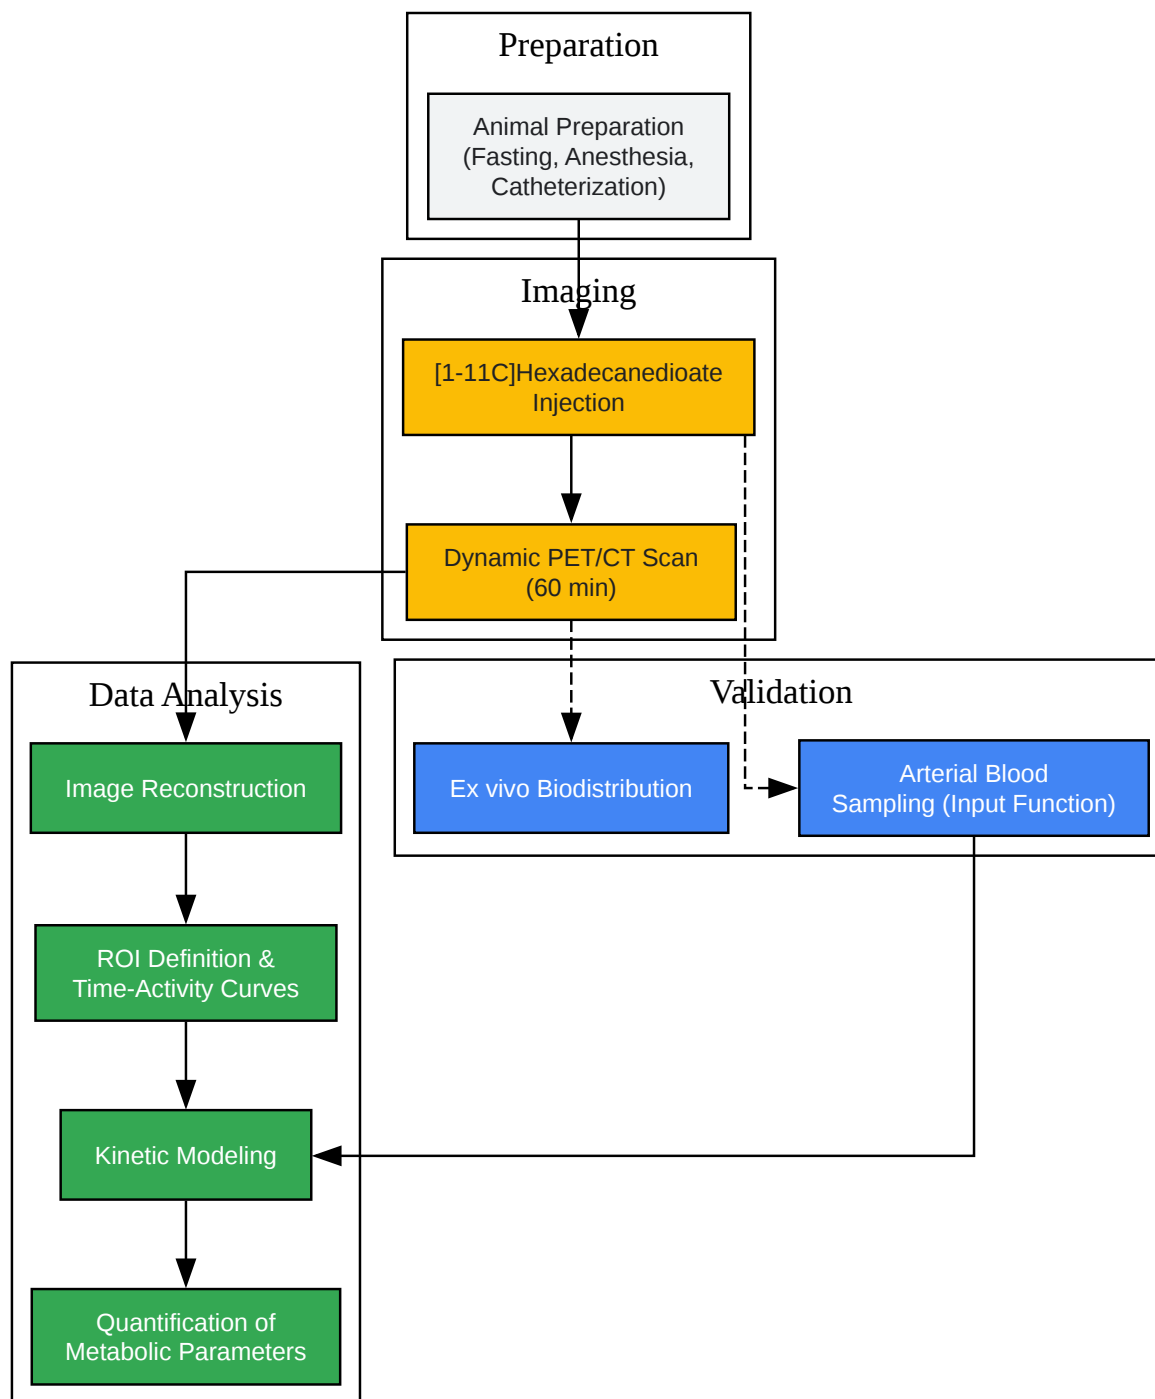 Preparation
Animal Preparation
(Fasting, Anesthesia,
Catheterization)
Imaging
[1-11C]Hexadecanedioate
Injection
Dynamic PET/CT Scan
(60 min)
Data Analysis
Validation
Image Reconstruction
Ex vivo Biodistribution
Arterial Blood
Sampling (Input Function)
ROI Definition &
Time-Activity Curves
Kinetic Modeling
Quantification of
Metabolic Parameters